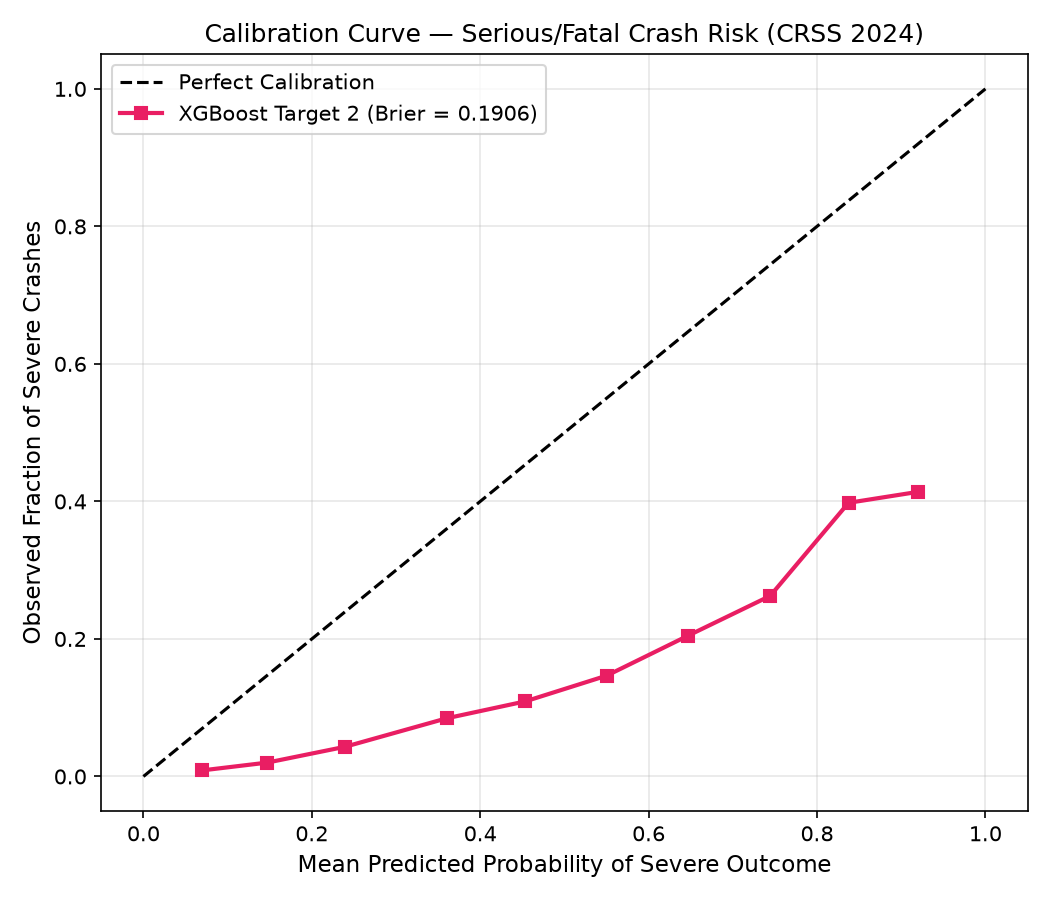 Calibration Curve — Serious/Fatal Crash Risk (CRSS 2024)
Perfect Calibration
XGBoost Target 2 (Brier = 0.1906)
Observed Fraction of Severe Crashes
1.0
0.8
0.6
0.4
0.2
0.0
0.0 0.2 0.4 0.6 0.8 1.0
Mean Predicted Probability of Severe Outcome